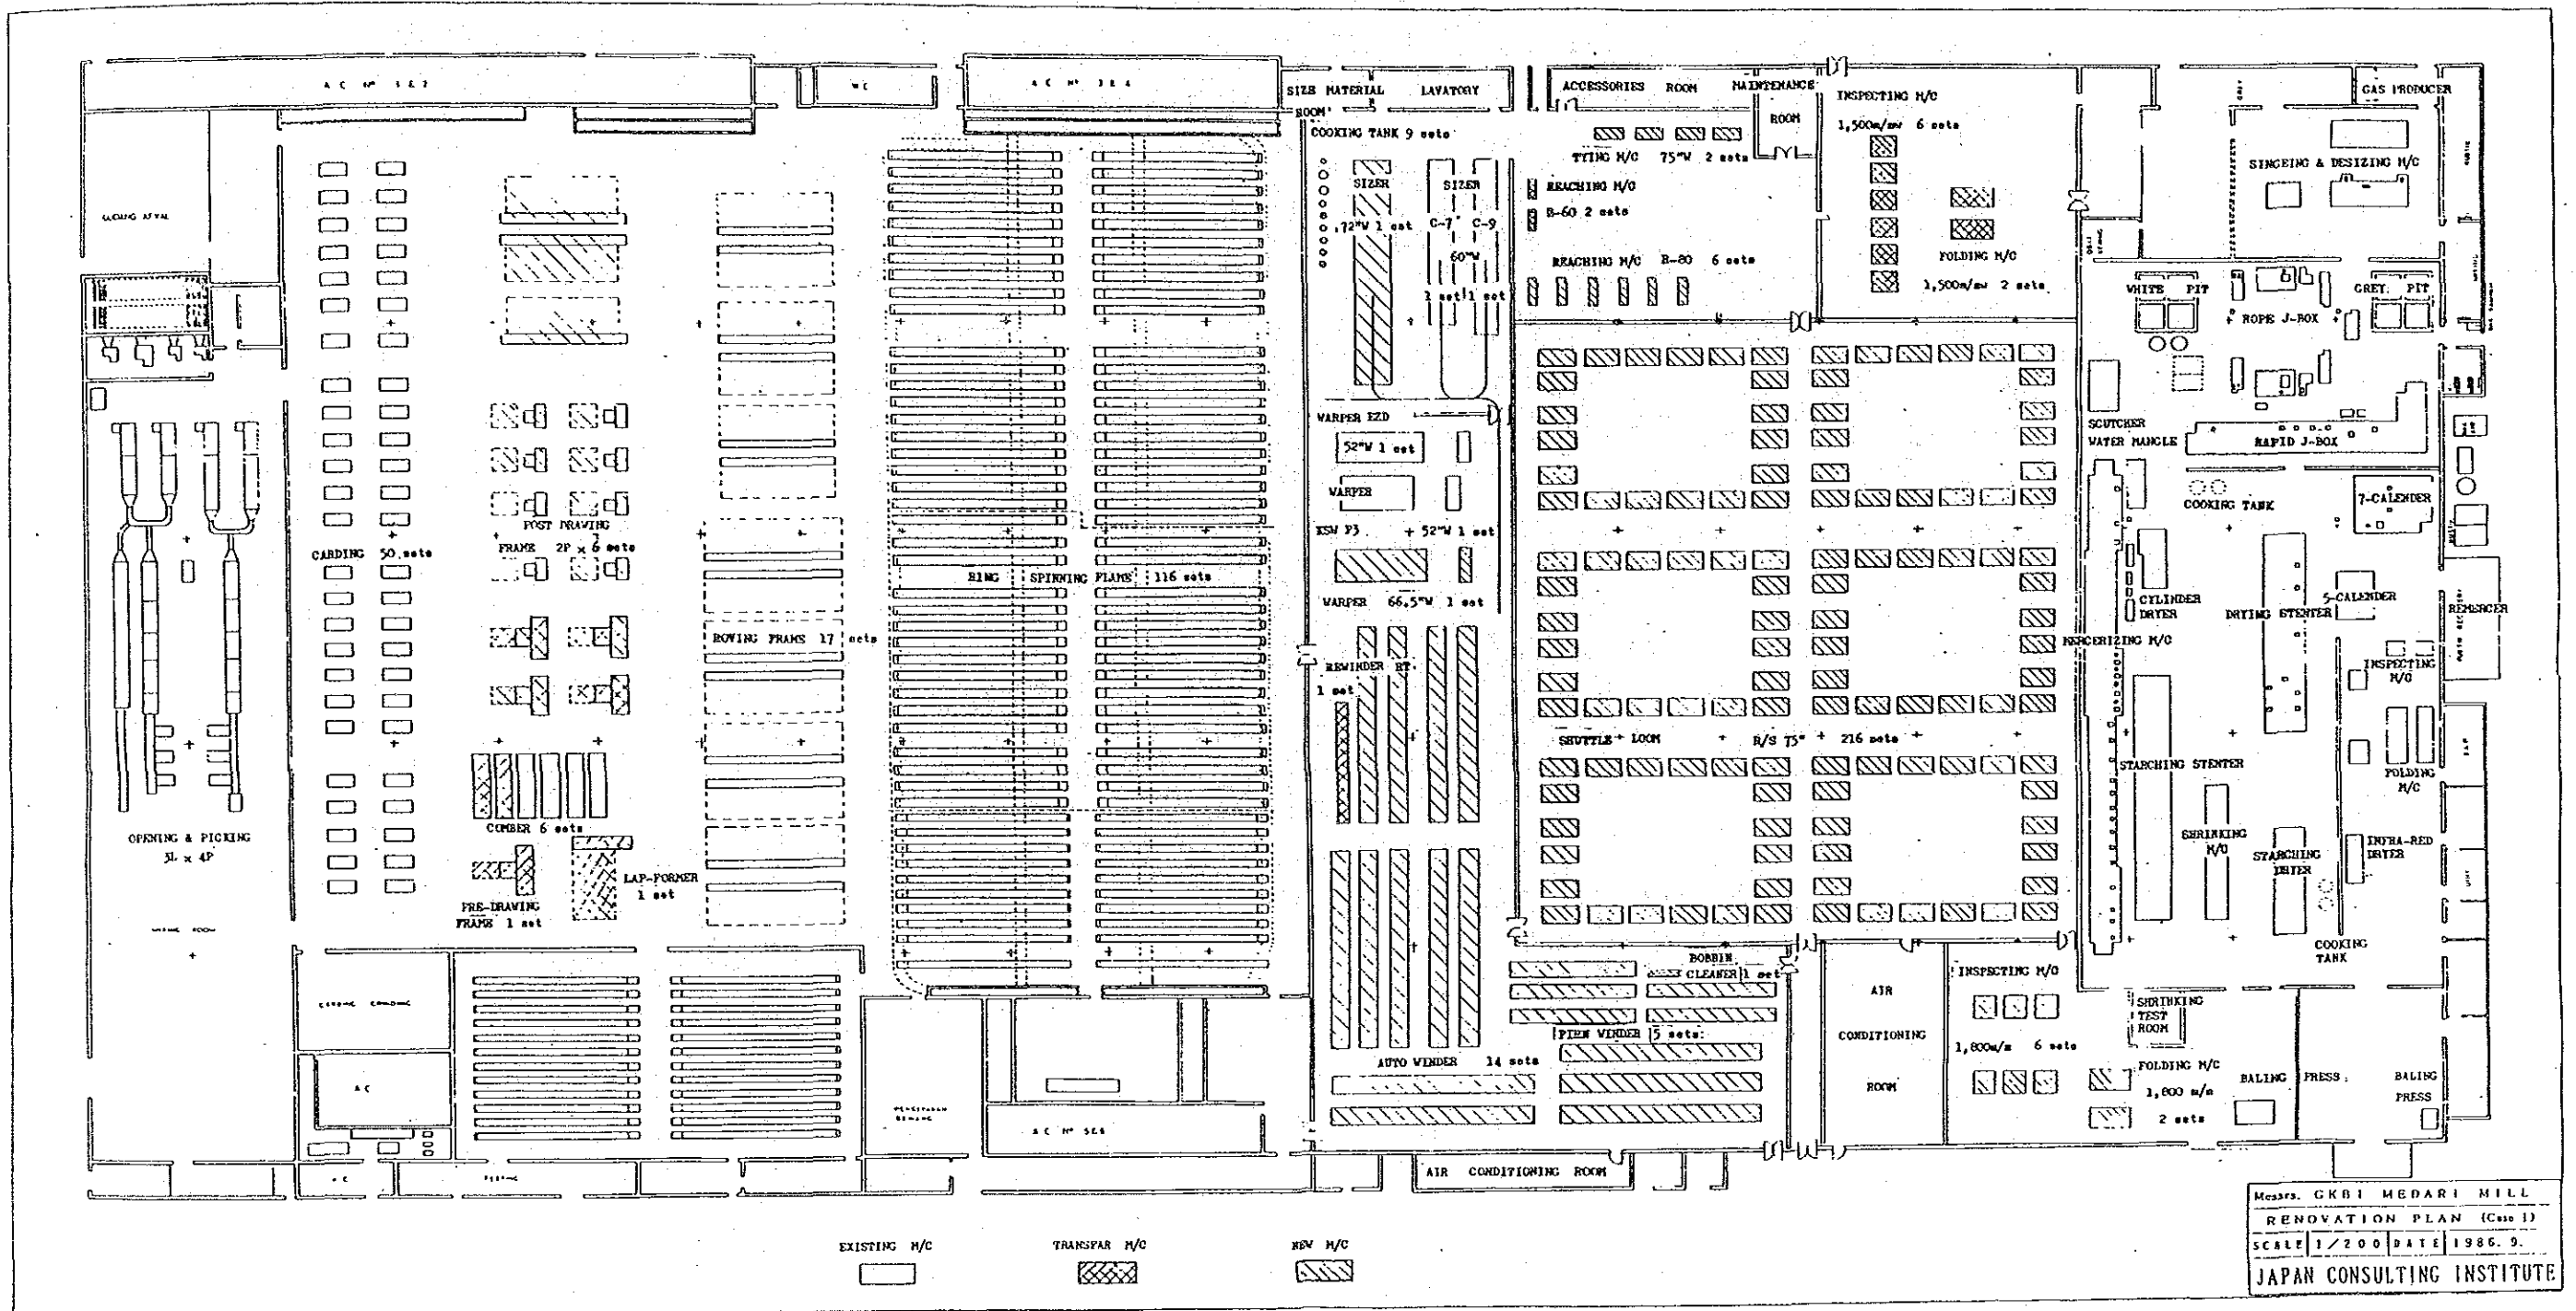 A C Nº 1 & 2
W C
A C Nº 3 & 4
SIZE MATERIAL
ROOM
LAVATORY
ACCESSORIES ROOM
MAINTENANCE
ROOM
GAS PRODUCER
COOKING TANK 9 sets
SIZER
72"W 1 set
SIZER
C-7 C-9
60"W
1 set 1 set
TYING M/C 75"W 2 sets
REACHING M/C
R-60 2 sets
REACHING M/C R-80 6 sets
INSPECTING M/C
1,500m/mw 6 sets
FOLDING M/C
1,500m/mw 2 sets
SINGEING & DESIZING M/C
WHITE PIT
GREY. PIT
ROPE J-BOX
SCUTCHER
WATER MANGLE
RAPID J-BOX
COOKING TANK
7-CALENDER
WARPER EZD
52"W 1 set
WARPER
KSW P3 52"W 1 set
WARPER 66.5"W 1 set
REWINDER RT.
1 set
POST DRAWING
FRAME 2P x 6 sets
CARDING 50 sets
RING SPINNING FLAME 116 sets
ROVING FRAME 17 sets
CYLINDER
DRYER
DRYING STENTER
5-CALENDER
REMERCER
MERCERIZING M/C
INSPECTING
M/C
SHUTTLE LOOM R/S 75" 216 sets
STARCHING STENTER
FOLDING
M/C
SHRINKING
M/C
STARCHING
DRYER
INFRA-RED
DRYER
COOKING
TANK
OPENING & PICKING
3L x 4P
COMBER 6 sets
LAP-FORMER
1 set
PRE-DRAWING
FRAME 1 set
MIXING ROOM
BOBBIN
CLEANER 1 set
PIRN WINDER 5 sets
AUTO WINDER 14 sets
AIR
CONDITIONING
ROOM
INSPECTING M/C
1,800m/m 6 sets
SHRINKING
TEST
ROOM
FOLDING M/C
1,800 m/m
2 sets
BALING PRESS
BALING
PRESS
A C
A C Nº 5&6
AIR CONDITIONING ROOM
EXISTING M/C
TRANSPAR M/C
NEW M/C
Messrs. GKBI MEDARI MILL
RENOVATION PLAN (Case 1)
SCALE 1/200 DATE 1986. 9.
JAPAN CONSULTING INSTITUTE